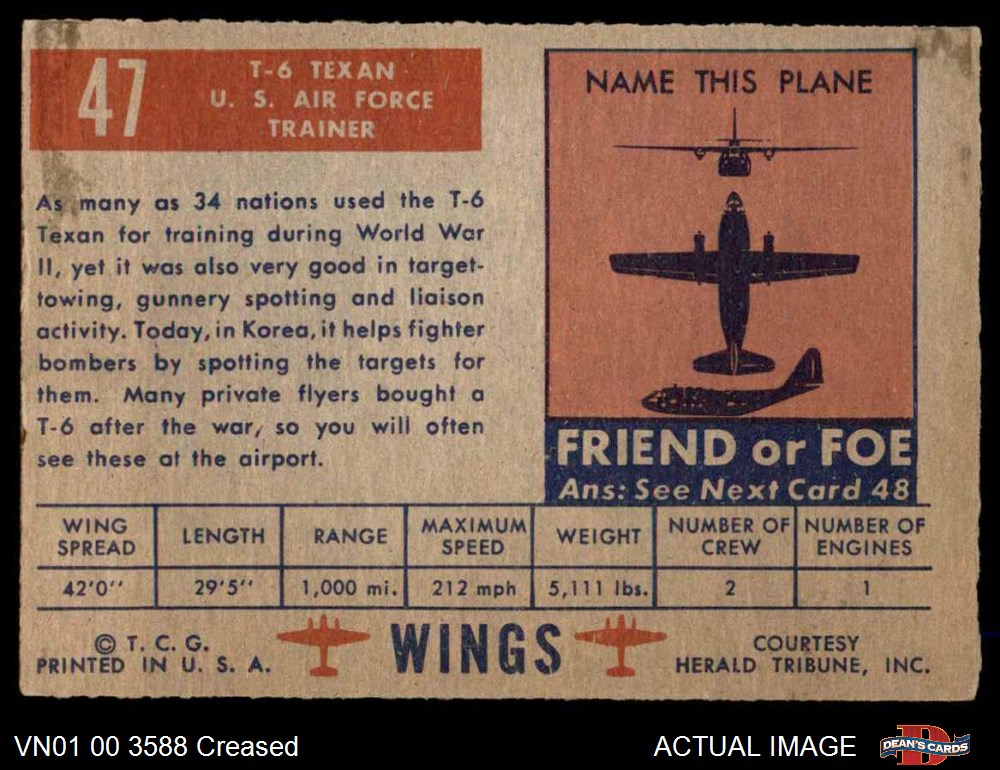 47
T-6 TEXAN
U. S. AIR FORCE
TRAINER
As many as 34 nations used the T-6
Texan for training during World War
II, yet it was also very good in target-
towing, gunnery spotting and liaison
activity. Today, in Korea, it helps fighter
bombers by spotting the targets for
them. Many private flyers bought a
T-6 after the war, so you will often
see these at the airport.
NAME THIS PLANE
FRIEND or FOE
Ans: See Next Card 48
WING SPREAD LENGTH RANGE MAXIMUM SPEED WEIGHT NUMBER OF CREW NUMBER OF ENGINES
42'0'' 29'5'' 1,000 mi. 212 mph 5,111 lbs. 2 1
© T. C. G.
PRINTED IN U. S. A.
WINGS
COURTESY
HERALD TRIBUNE, INC.
VN01 00 3588 Creased
ACTUAL IMAGE
D
DEAN'S CARDS